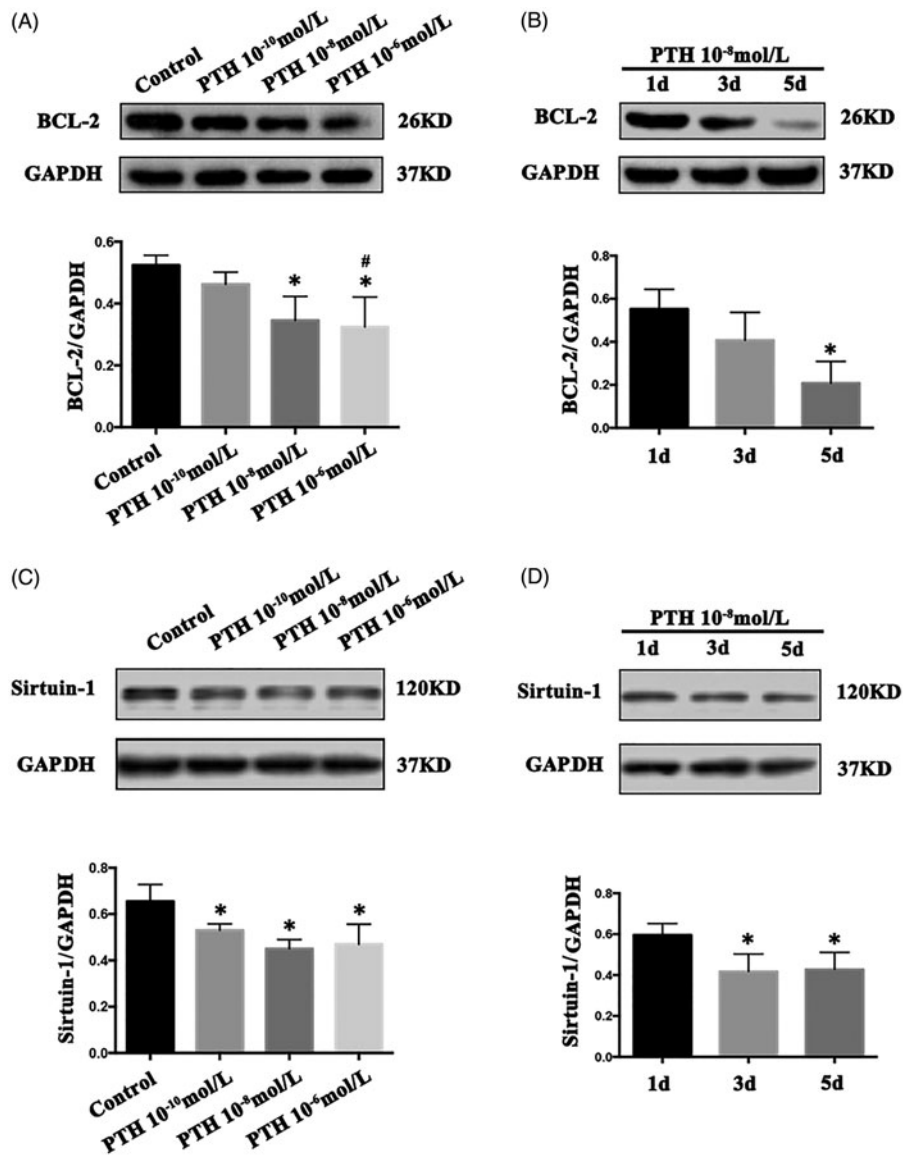 (A)
Control
PTH 10⁻¹⁰mol/L
PTH 10⁻⁸mol/L
PTH 10⁻⁶mol/L
BCL-2
26KD
GAPDH
37KD
BCL-2/GAPDH
0.6
0.4
0.2
0.0
*
#
*
Control
PTH 10⁻¹⁰mol/L
PTH 10⁻⁸mol/L
PTH 10⁻⁶mol/L
(B)
PTH 10⁻⁸mol/L
1d 3d 5d
BCL-2
26KD
GAPDH
37KD
BCL-2/GAPDH
0.8
0.6
0.4
0.2
0.0
*
1d 3d 5d
(C)
Control
PTH 10⁻¹⁰mol/L
PTH 10⁻⁸mol/L
PTH 10⁻⁶mol/L
Sirtuin-1
120KD
GAPDH
37KD
Sirtuin-1/GAPDH
0.8
0.6
0.4
0.2
0.0
* * *
Control
PTH 10⁻¹⁰mol/L
PTH 10⁻⁸mol/L
PTH 10⁻⁶mol/L
(D)
PTH 10⁻⁸mol/L
1d 3d 5d
Sirtuin-1
120KD
GAPDH
37KD
Sirtuin-1/GAPDH
0.8
0.6
0.4
0.2
0.0
* *
1d 3d 5d